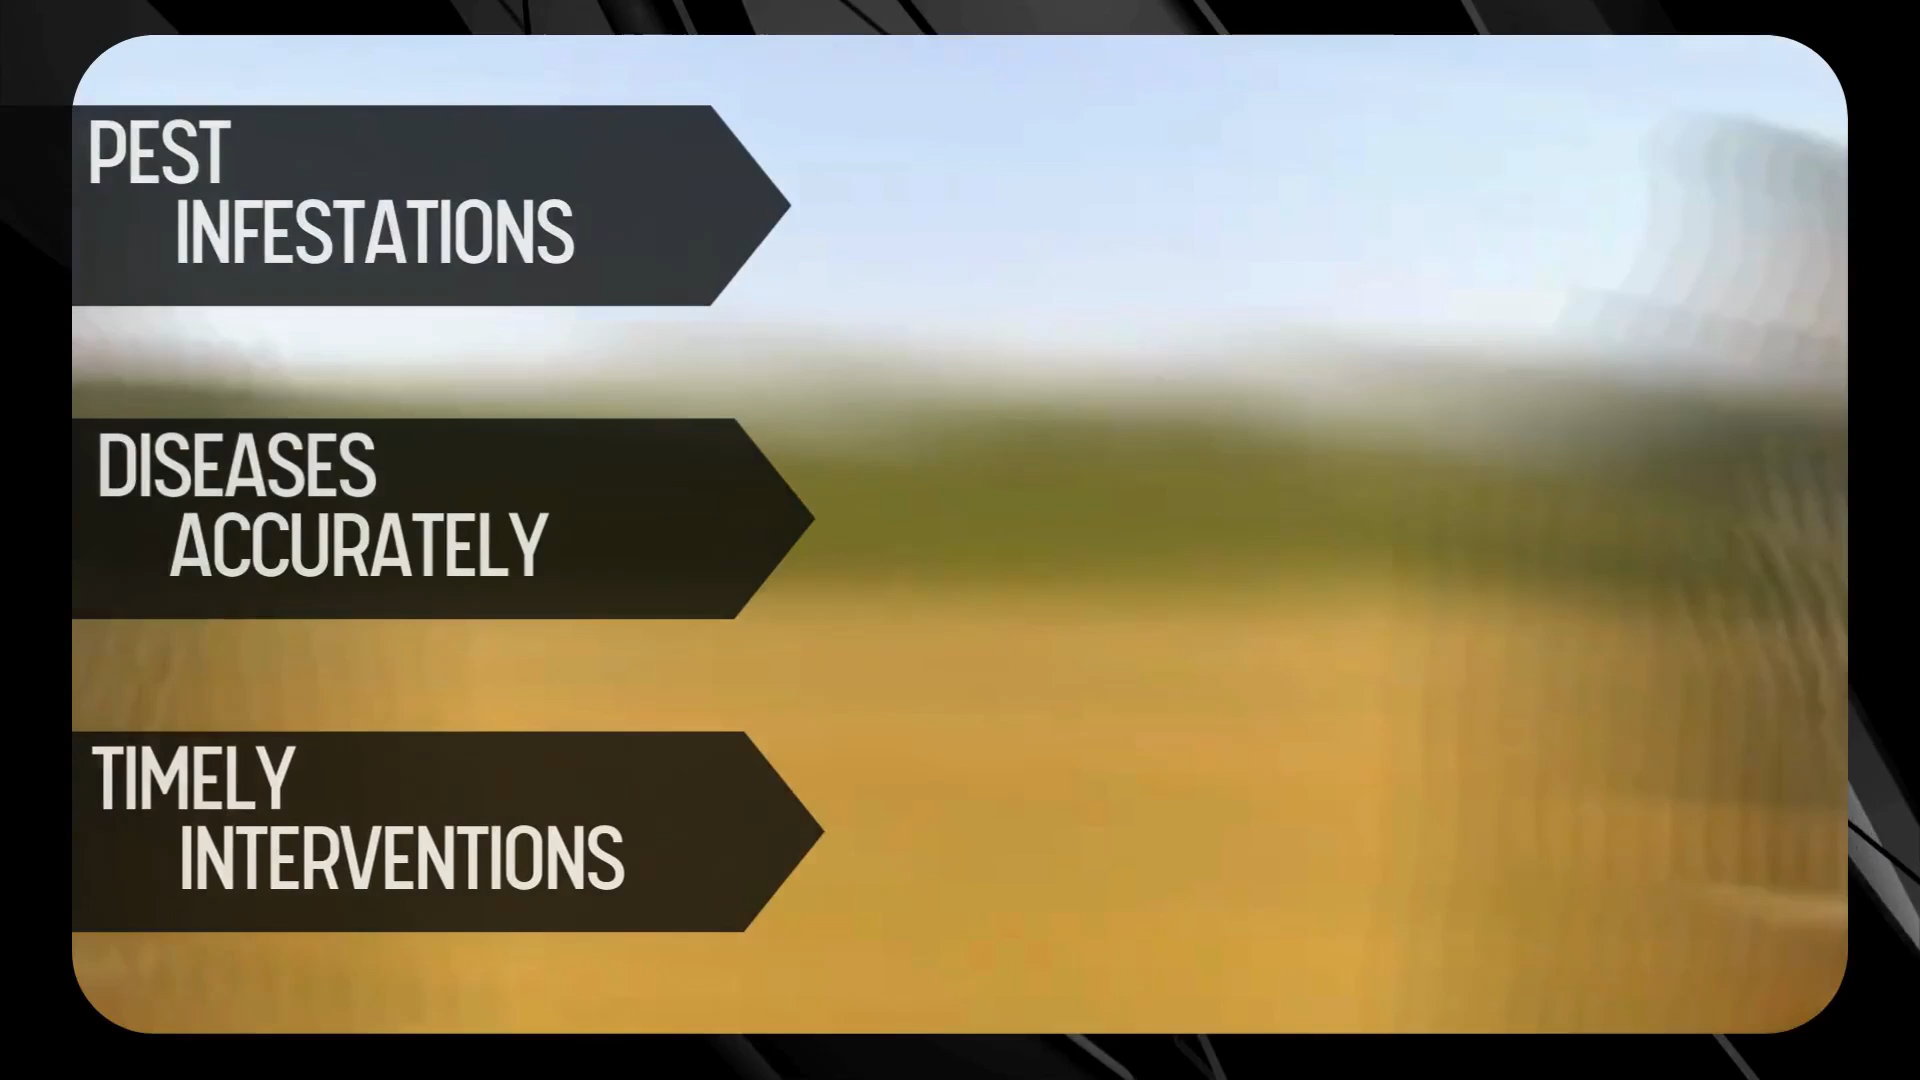 PEST
INFESTATIONS
DISEASES
ACCURATELY
TIMELY
INTERVENTIONS